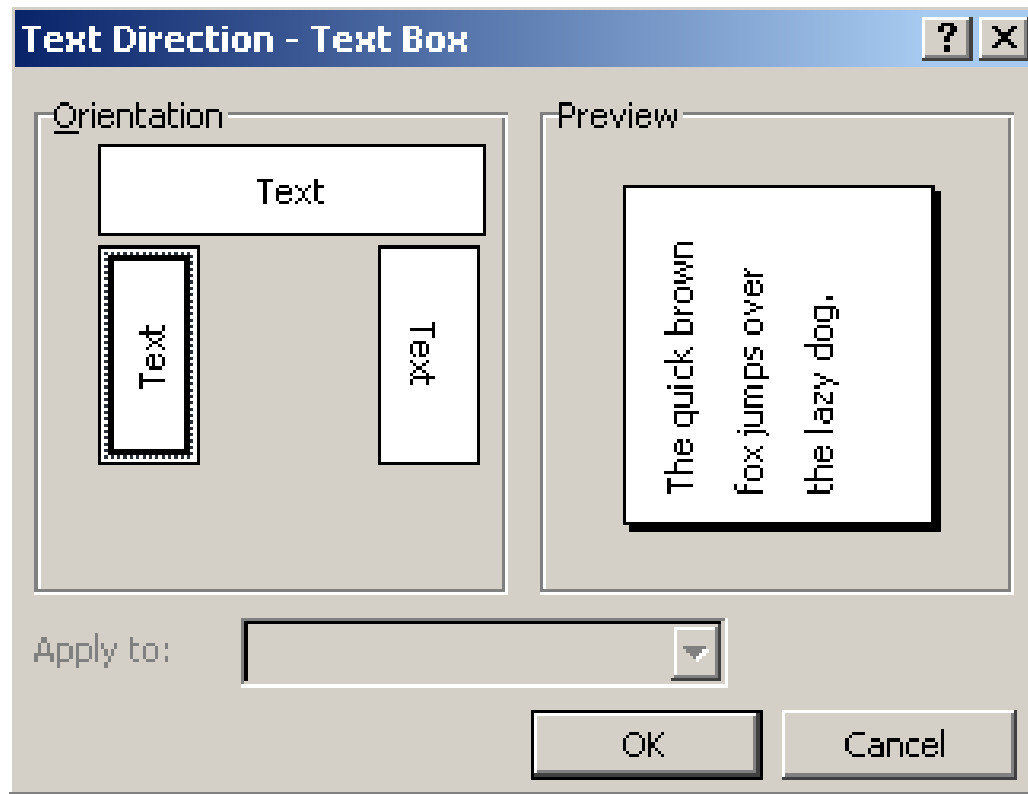 Text Direction - Text Box
Orientation
Text
Text
Text
Preview
The quick brown
fox jumps over
the lazy dog.
Apply to:
OK
Cancel